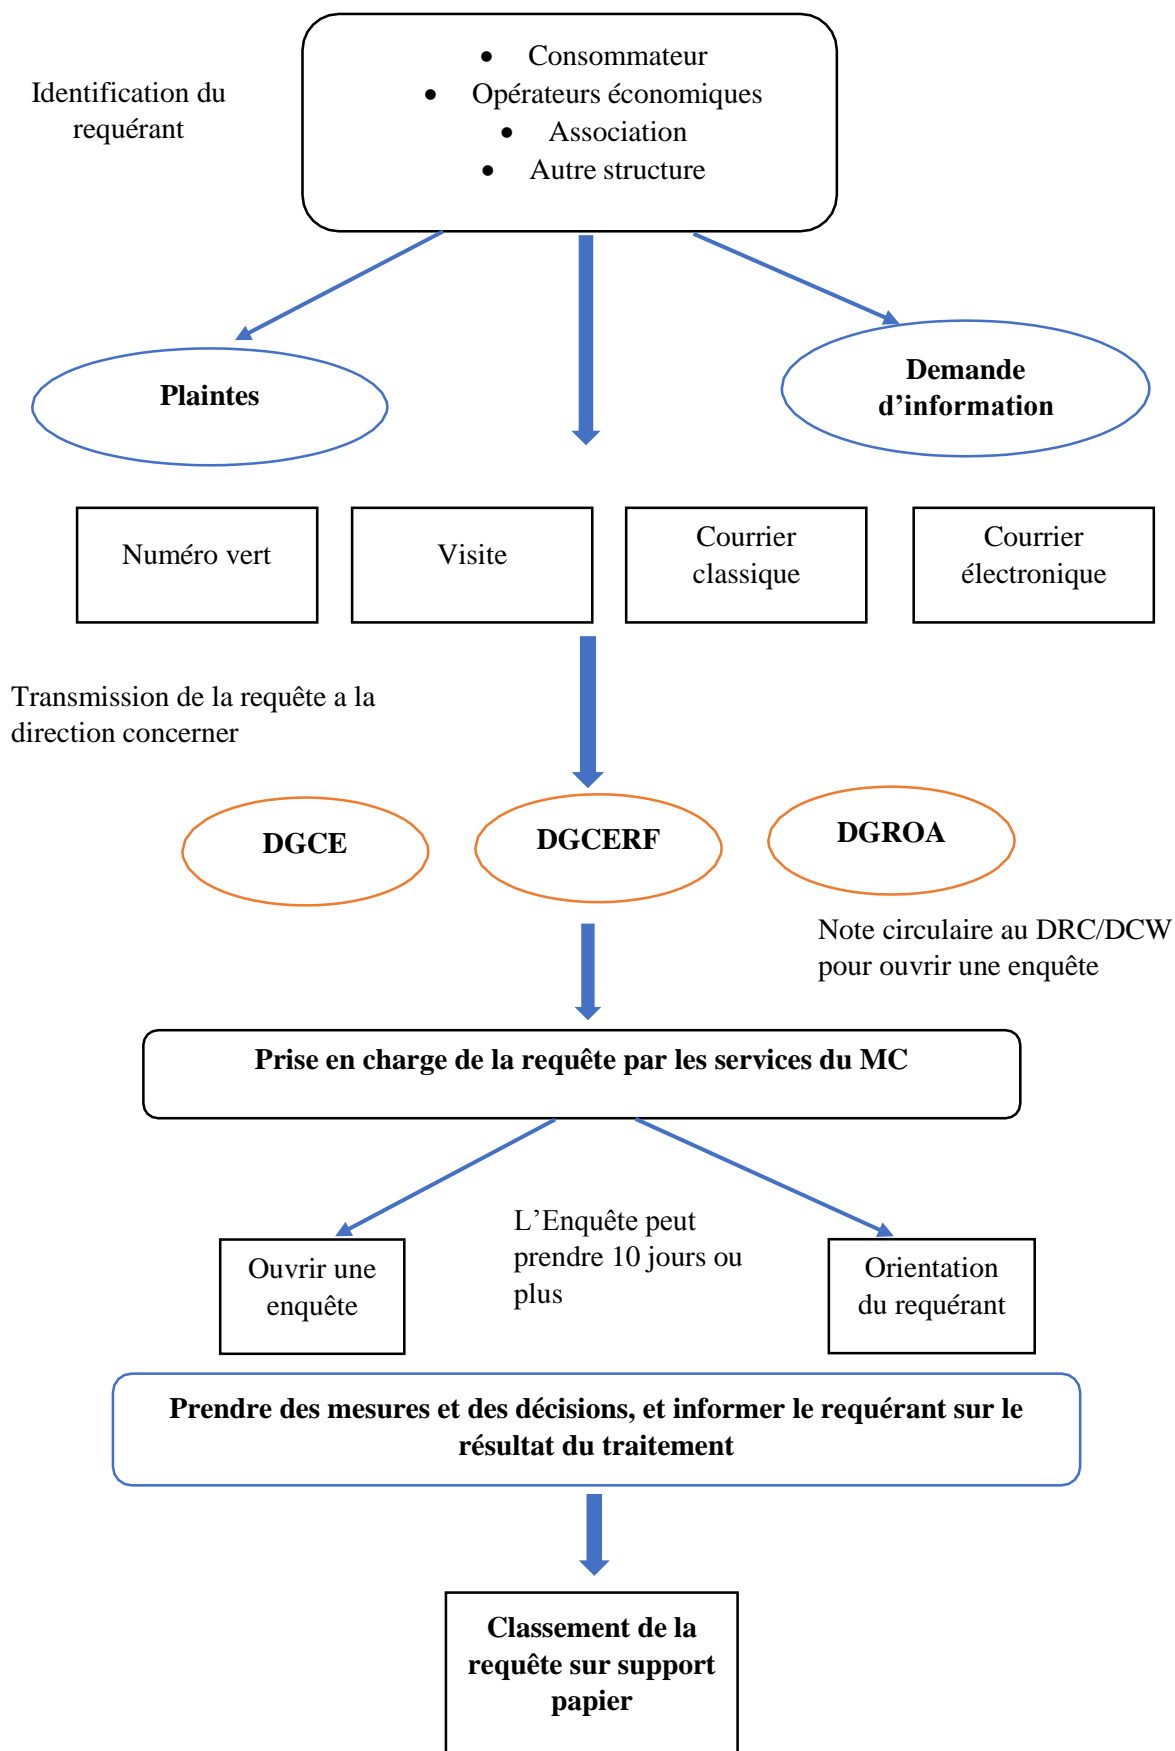 Identification du
requérant
• Consommateur
• Opérateurs économiques
• Association
• Autre structure
Plaintes
Demande
d’information
Numéro vert
Visite
Courrier
classique
Courrier
électronique
Transmission de la requête a la
direction concerner
DGCE
DGCERF
DGROA
Note circulaire au DRC/DCW
pour ouvrir une enquête
Prise en charge de la requête par les services du MC
L’Enquête peut
prendre 10 jours ou
plus
Ouvrir une
enquête
Orientation
du requérant
Prendre des mesures et des décisions, et informer le requérant sur le
résultat du traitement
Classement de la
requête sur support
papier